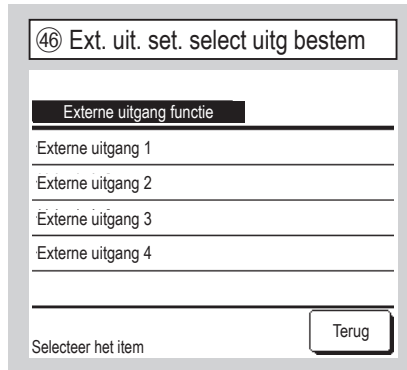 ㊻ Ext. uit. set. select uitg bestem
Externe uitgang functie
Externe uitgang 1
Externe uitgang 2
Externe uitgang 3
Externe uitgang 4
Terug
Selecteer het item